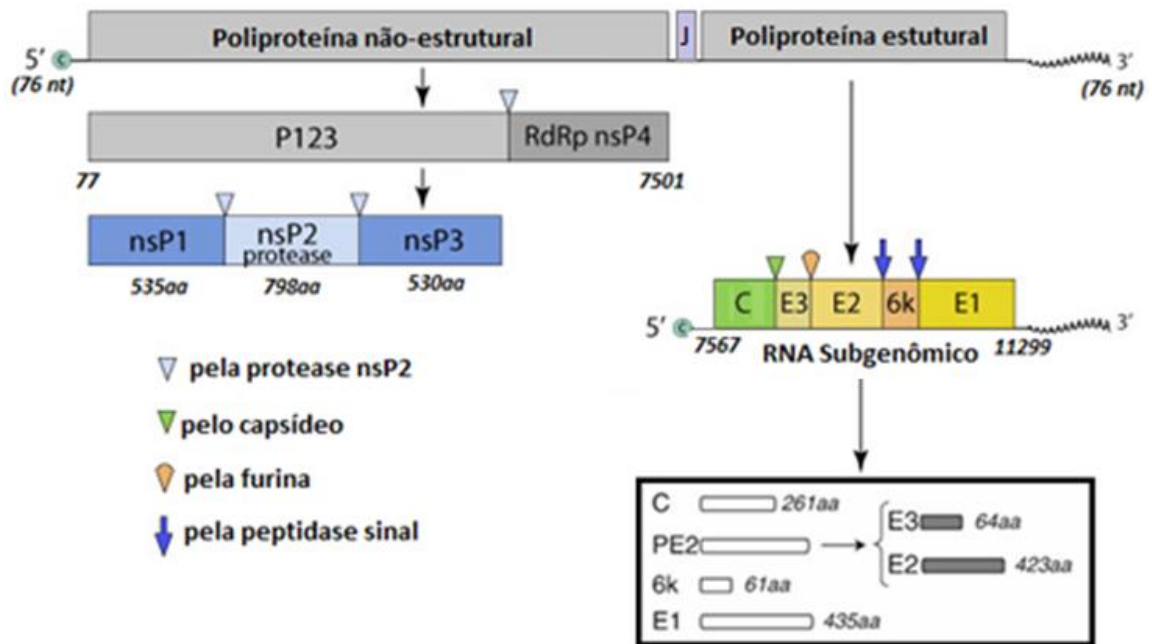 Poliproteína não-estrutural
J
Poliproteína estutural
5' C
(76 nt)
3'
(76 nt)
P123
RdRp nsP4
77
7501
nsP1
nsP2
protease
nsP3
535aa
798aa
530aa
C
E3
E2
6k
E1
5' C
3'
7567
RNA Subgenômico
11299
pela protease nsP2
pelo capsídeo
pela furina
pela peptidase sinal
C
261aa
PE2
E3
64aa
E2
423aa
6k
61aa
E1
435aa